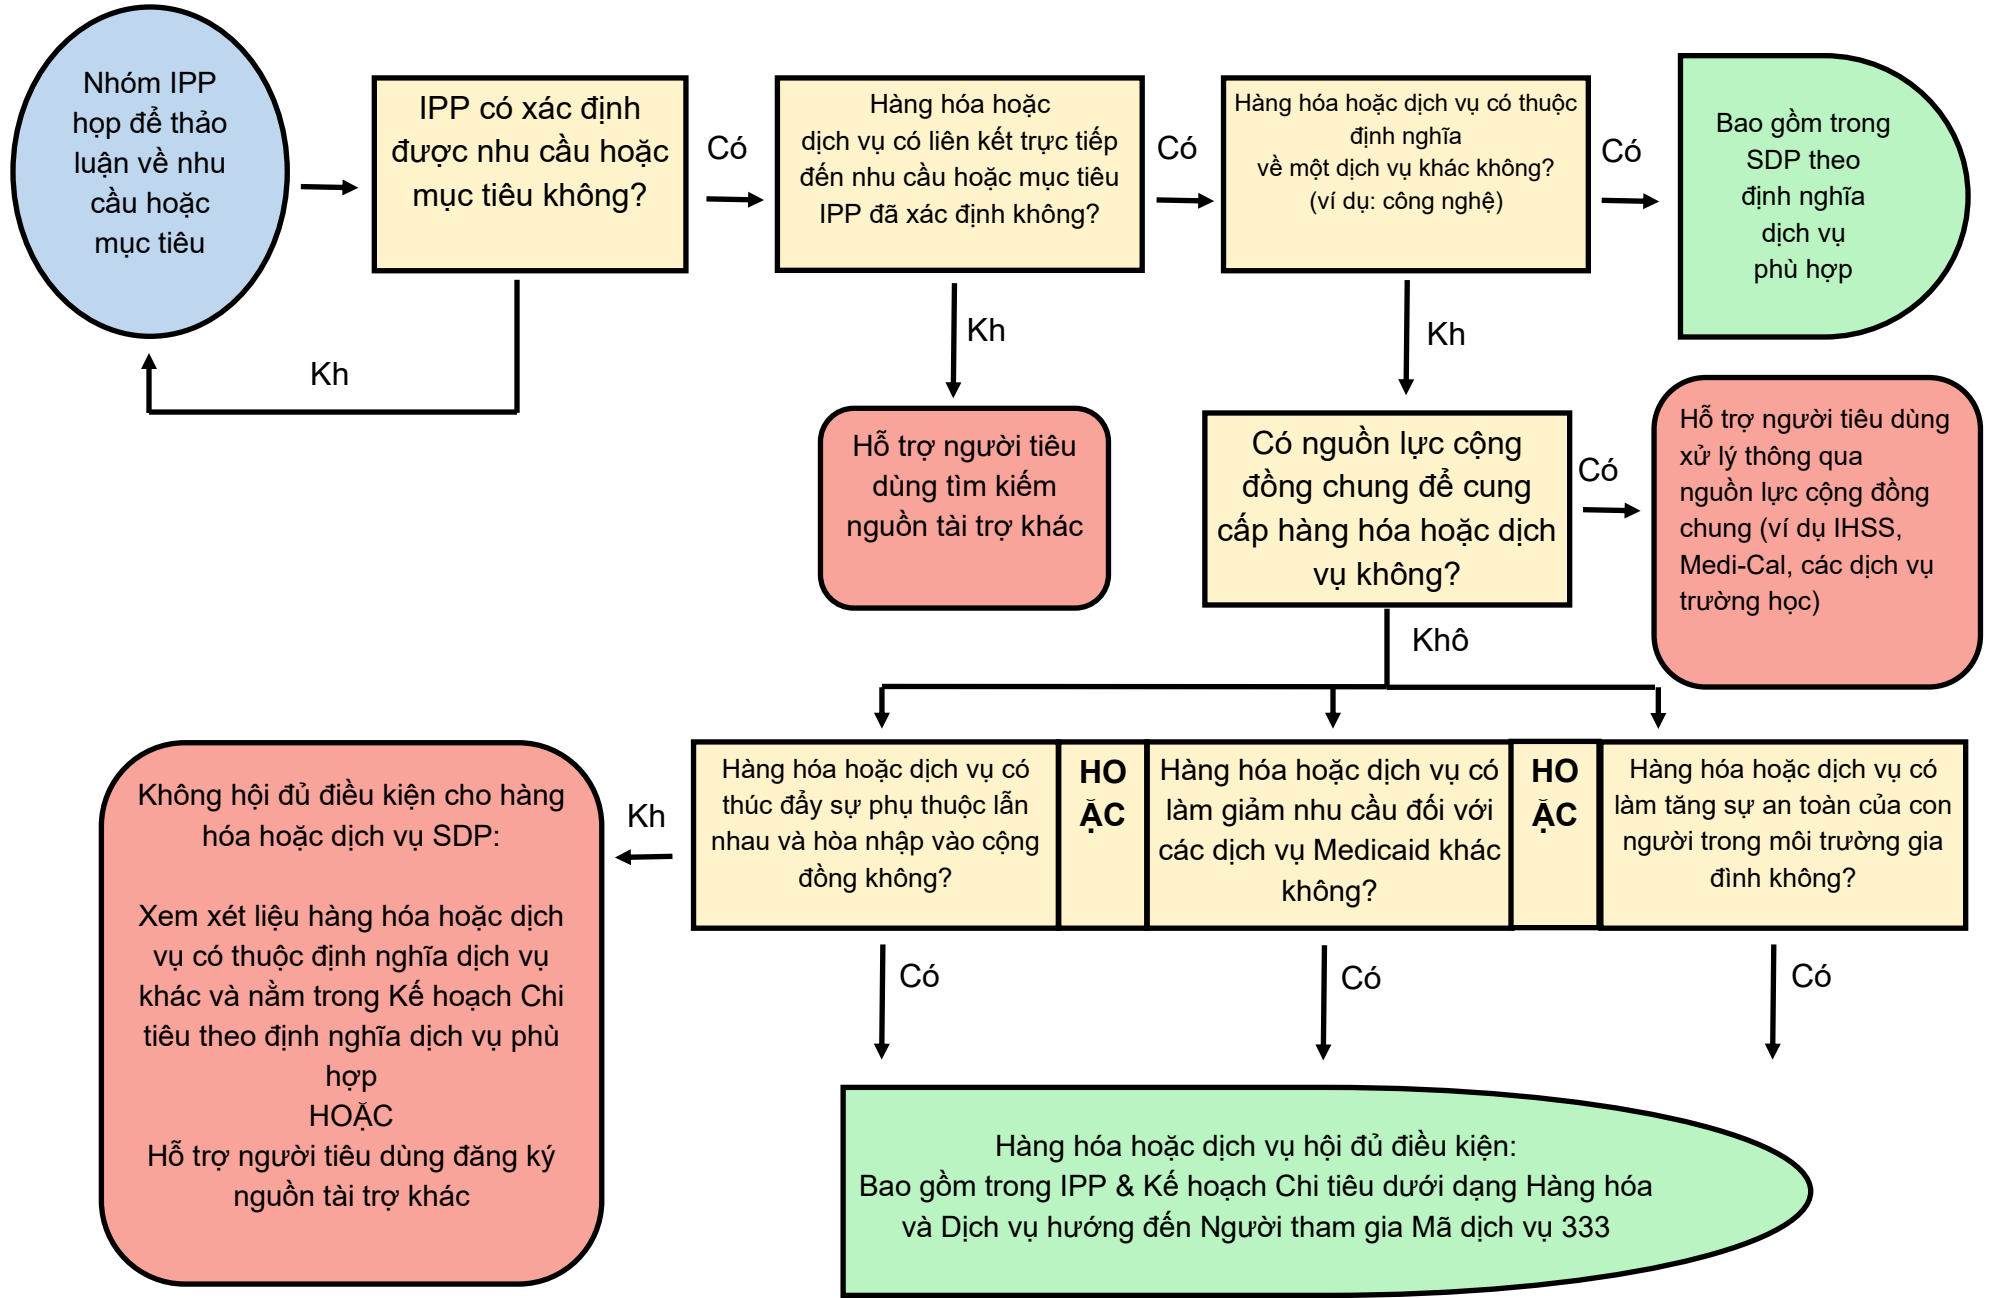 Nhóm IPP
họp để thảo
luận về nhu
cầu hoặc
mục tiêu
IPP có xác định
được nhu cầu hoặc
mục tiêu không?
Có
Kh
Hàng hóa hoặc
dịch vụ có liên kết trực tiếp
đến nhu cầu hoặc mục tiêu
IPP đã xác định không?
Có
Kh
Hàng hóa hoặc dịch vụ có thuộc
định nghĩa
về một dịch vụ khác không?
(ví dụ: công nghệ)
Có
Kh
Bao gồm trong
SDP theo
định nghĩa
dịch vụ
phù hợp
Hỗ trợ người tiêu
dùng tìm kiếm
nguồn tài trợ khác
Có nguồn lực cộng
đồng chung để cung
cấp hàng hóa hoặc dịch
vụ không?
Có
Khô
Hỗ trợ người tiêu dùng
xử lý thông qua
nguồn lực cộng đồng
chung (ví dụ IHSS,
Medi-Cal, các dịch vụ
trường học)
Hàng hóa hoặc dịch vụ có
thúc đẩy sự phụ thuộc lẫn
nhau và hòa nhập vào cộng
đồng không?
HO
ẶC
Hàng hóa hoặc dịch vụ có
làm giảm nhu cầu đối với
các dịch vụ Medicaid khác
không?
HO
ẶC
Hàng hóa hoặc dịch vụ có
làm tăng sự an toàn của con
người trong môi trường gia
đình không?
Kh
Không hội đủ điều kiện cho hàng
hóa hoặc dịch vụ SDP:
Xem xét liệu hàng hóa hoặc dịch
vụ có thuộc định nghĩa dịch vụ
khác và nằm trong Kế hoạch Chi
tiêu theo định nghĩa dịch vụ phù
hợp
HOẶC
Hỗ trợ người tiêu dùng đăng ký
nguồn tài trợ khác
Có
Có
Có
Hàng hóa hoặc dịch vụ hội đủ điều kiện:
Bao gồm trong IPP & Kế hoạch Chi tiêu dưới dạng Hàng hóa
và Dịch vụ hướng đến Người tham gia Mã dịch vụ 333